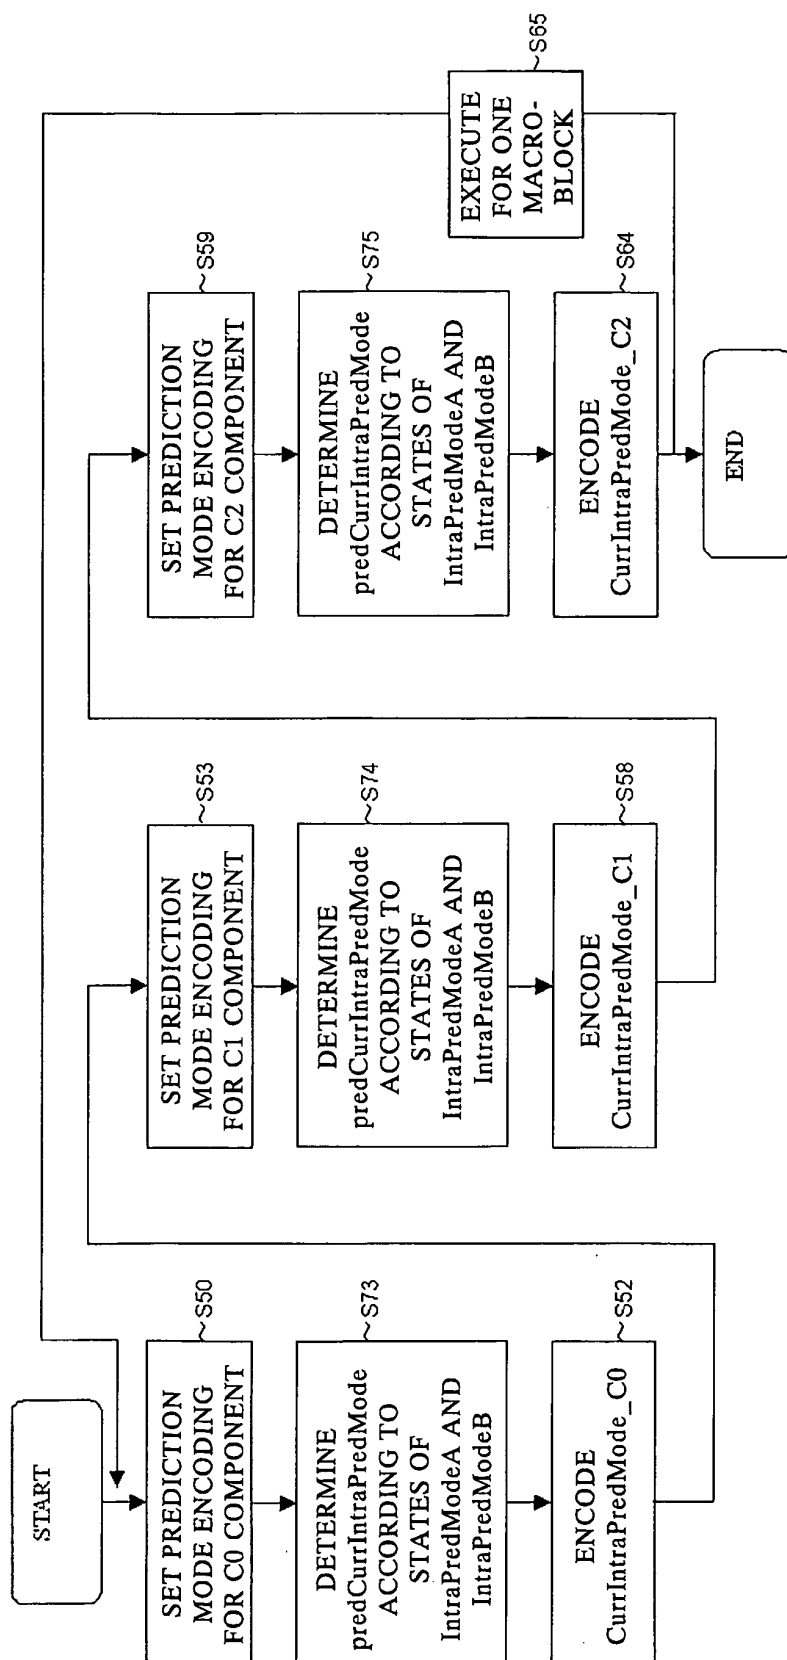 START
SET PREDICTION
MODE ENCODING
FOR C0 COMPONENT
~S50
DETERMINE
predCurrIntraPredMode
ACCORDING TO
STATES OF
IntraPredModeA AND
IntraPredModeB
~S73
ENCODE
CurrIntraPredMode_C0
~S52
SET PREDICTION
MODE ENCODING
FOR C1 COMPONENT
~S53
DETERMINE
predCurrIntraPredMode
ACCORDING TO
STATES OF
IntraPredModeA AND
IntraPredModeB
~S74
ENCODE
CurrIntraPredMode_C1
~S58
SET PREDICTION
MODE ENCODING
FOR C2 COMPONENT
~S59
DETERMINE
predCurrIntraPredMode
ACCORDING TO
STATES OF
IntraPredModeA AND
IntraPredModeB
~S75
ENCODE
CurrIntraPredMode_C2
~S64
EXECUTE
FOR ONE
MACRO-
BLOCK
~S65
END